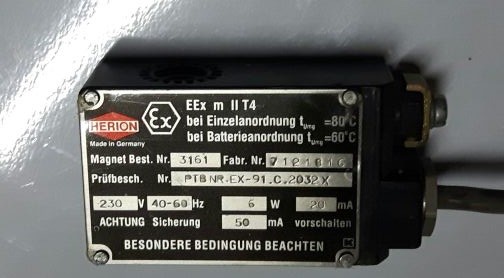 EEx m II T4
HERION Ex bei Einzelanordnung tUmg =80°C
Made in Germany bei Batterieanordnung tUmg =60°C
Magnet Best. Nr. 3161 Fabr. Nr.
Prüfbesch. Nr. PTB NR.EX-91.C.2032X
230 V 40-60 Hz 6 W 20 mA
ACHTUNG Sicherung 50 mA vorschalten
BESONDERE BEDINGUNG BEACHTEN